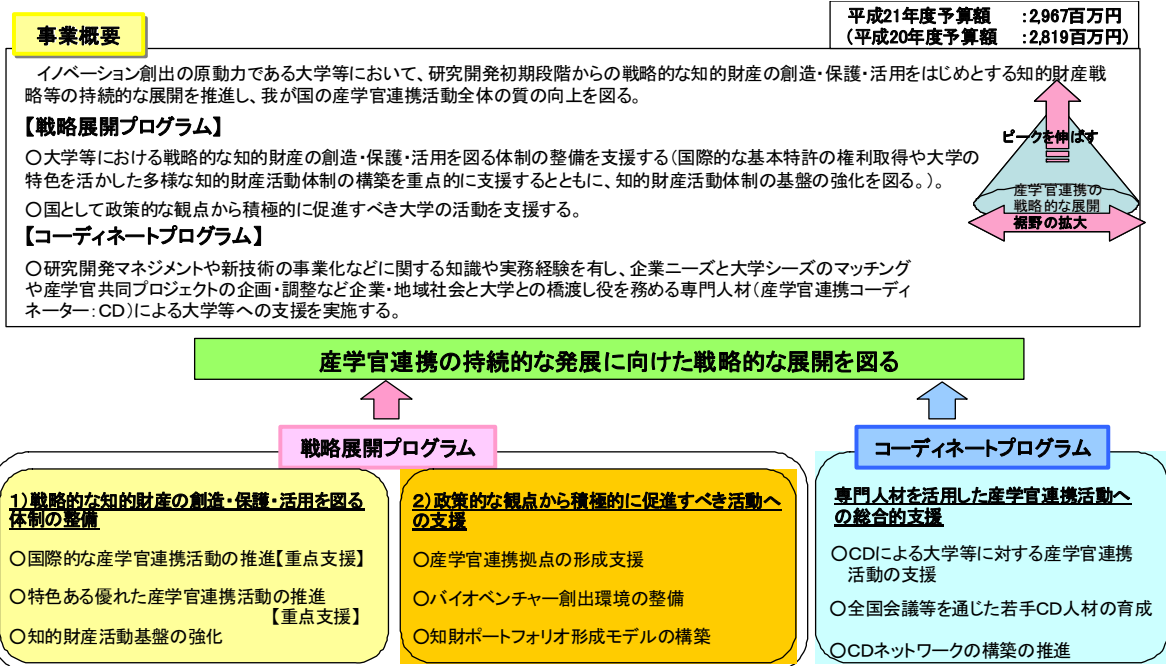 事業概要
平成21年度予算額　:2,967百万円
(平成20年度予算額　:2,819百万円)
イノベーション創出の原動力である大学等において、研究開発初期段階からの戦略的な知的財産の創造・保護・活用をはじめとする知的財産戦
略等の持続的な展開を推進し、我が国の産学官連携活動全体の質の向上を図る。
【戦略展開プログラム】
○大学等における戦略的な知的財産の創造・保護・活用を図る体制の整備を支援する(国際的な基本特許の権利取得や大学の
特色を活かした多様な知的財産活動体制の構築を重点的に支援するとともに、知的財産活動体制の基盤の強化を図る。)。
○国として政策的な観点から積極的に促進すべき大学の活動を支援する。
【コーディネートプログラム】
○研究開発マネジメントや新技術の事業化などに関する知識や実務経験を有し、企業ニーズと大学シーズのマッチング
や産学官共同プロジェクトの企画・調整など企業・地域社会と大学との橋渡し役を務める専門人材(産学官連携コーディ
ネーター:CD)による大学等への支援を実施する。
ピークを伸ばす
産学官連携の
戦略的な展開
裾野の拡大
産学官連携の持続的な発展に向けた戦略的な展開を図る
戦略展開プログラム
1)戦略的な知的財産の創造・保護・活用を図る
体制の整備
○国際的な産学官連携活動の推進【重点支援】
○特色ある優れた産学官連携活動の推進
【重点支援】
○知的財産活動基盤の強化
2)政策的な観点から積極的に促進すべき活動へ
の支援
○産学官連携拠点の形成支援
○バイオベンチャー創出環境の整備
○知財ポートフォリオ形成モデルの構築
コーディネートプログラム
専門人材を活用した産学官連携活動へ
の総合的支援
○CDによる大学等に対する産学官連携
活動の支援
○全国会議等を通じた若手CD人材の育成
○CDネットワークの構築の推進